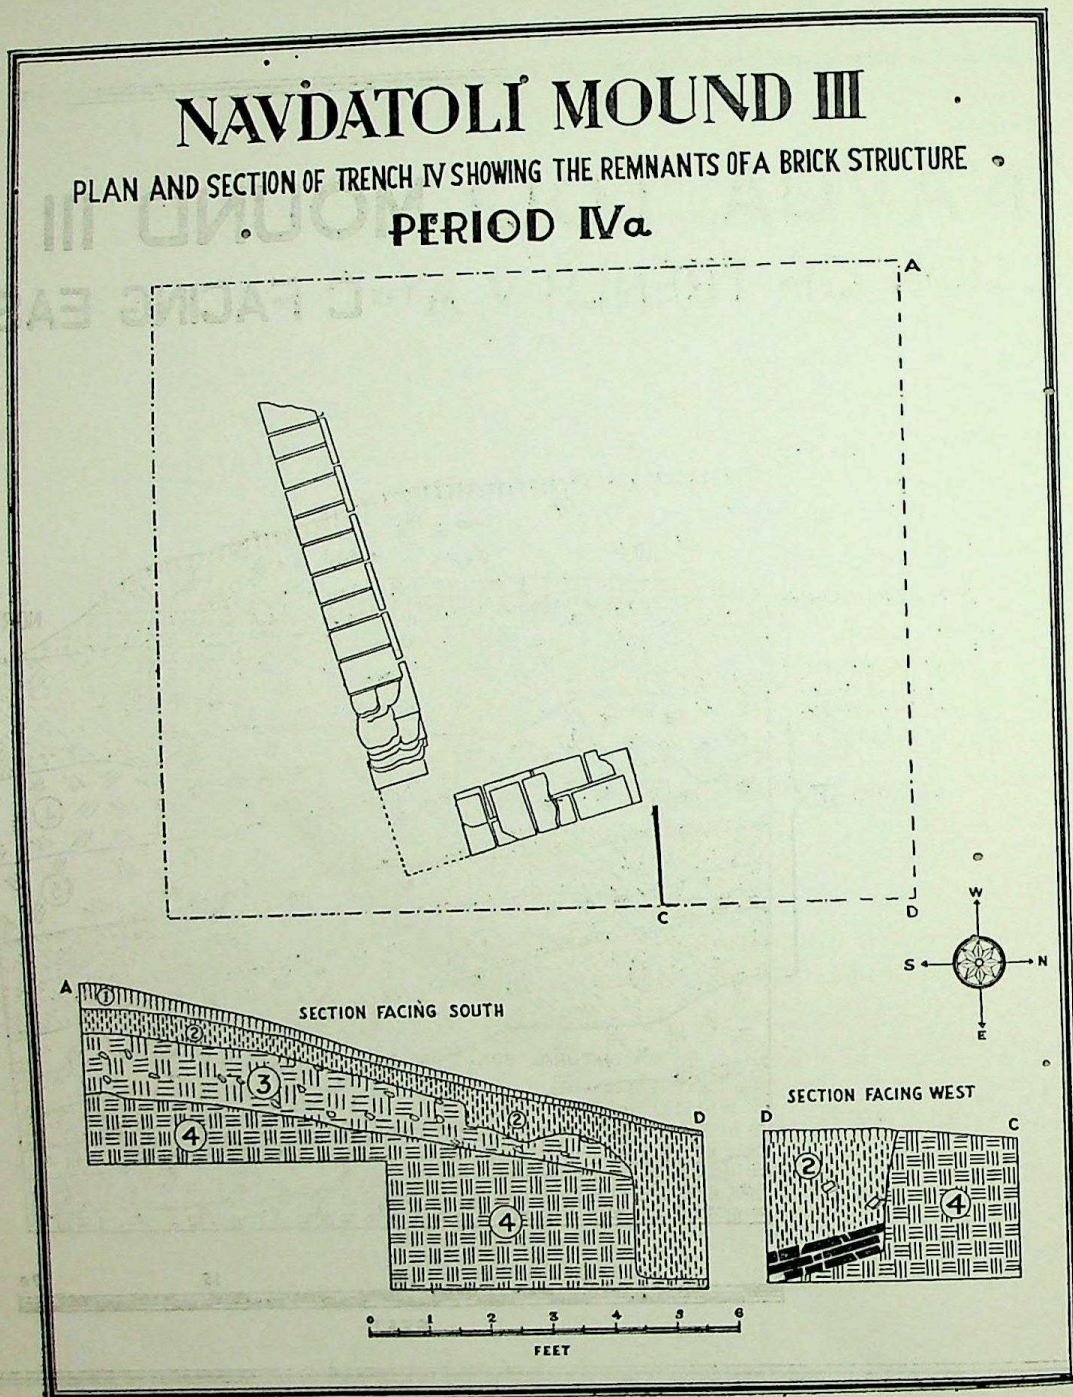 NAVDATOLI MOUND III
PLAN AND SECTION OF TRENCH IV SHOWING THE REMNANTS OF A BRICK STRUCTURE
PERIOD IVa
A
C
D
W
S N
E
A
SECTION FACING SOUTH
1
2
3
4
2
4
D
SECTION FACING WEST
D C
2
4
0 1 2 3 4 5 6
FEET